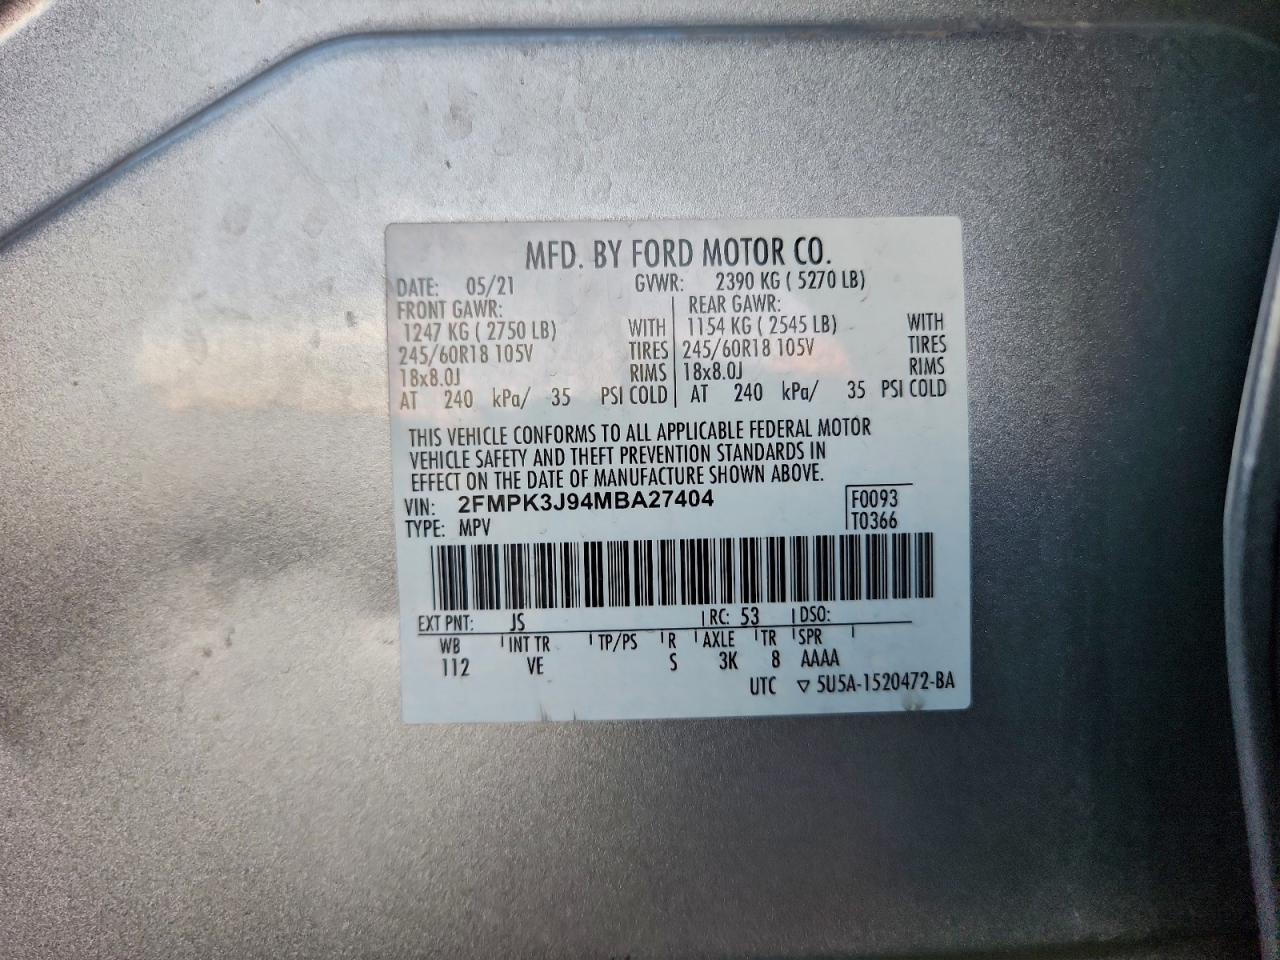 MFD. BY FORD MOTOR CO.
DATE: 05/21 GVWR: 2390 KG ( 5270 LB)
FRONT GAWR: REAR GAWR:
1247 KG ( 2750 LB) WITH 1154 KG ( 2545 LB) WITH
245/60R18 105V TIRES 245/60R18 105V TIRES
18x8.0J RIMS 18x8.0J RIMS
AT 240 kPa/ 35 PSI COLD AT 240 kPa/ 35 PSI COLD
THIS VEHICLE CONFORMS TO ALL APPLICABLE FEDERAL MOTOR
VEHICLE SAFETY AND THEFT PREVENTION STANDARDS IN
EFFECT ON THE DATE OF MANUFACTURE SHOWN ABOVE.
VIN: 2FMPK3J94MBA27404 F0093
TYPE: MPV T0366
EXT PNT: JS RC: 53 DSO:
WB INT TR TP/PS R AXLE TR SPR
112 VE S 3K 8 AAAA
UTC ▽ 5U5A-1520472-BA